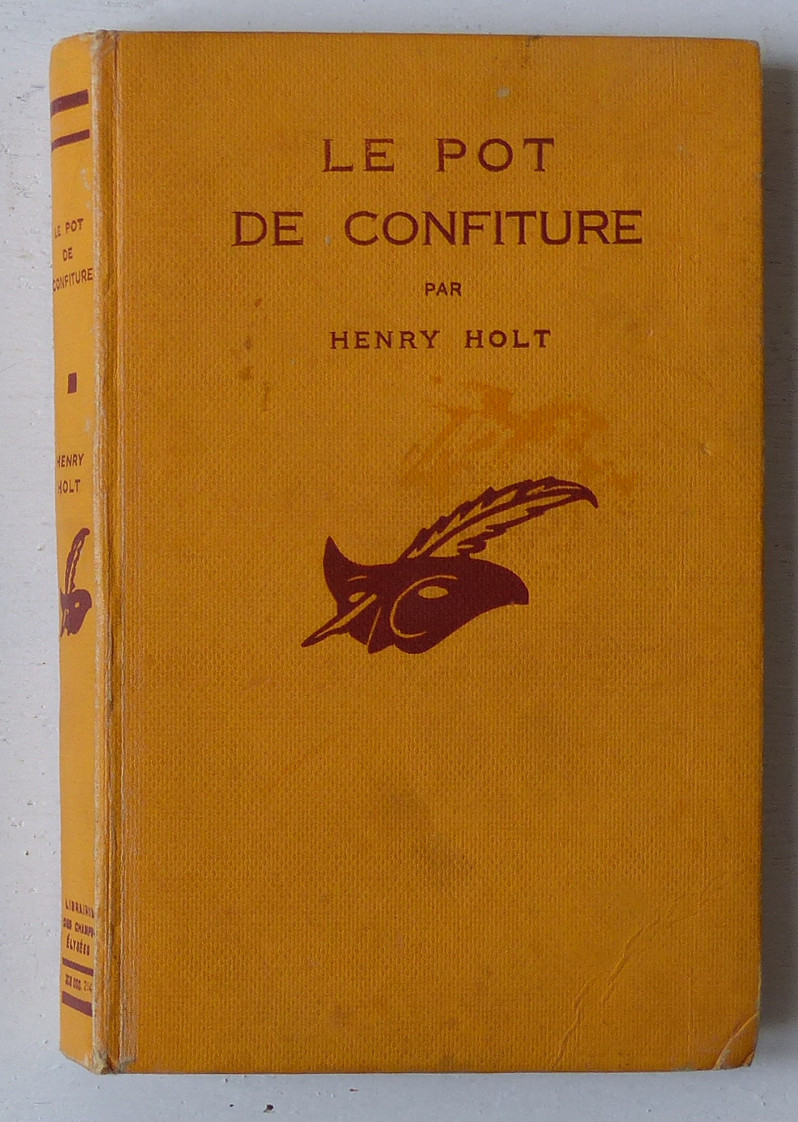 LE POT
DE CONFITURE
PAR
HENRY HOLT
LE POT
DE
CONFITURE
HENRY
HOLT
LIBRAIRIE
DES CHAMPS-
ÉLYSÉES